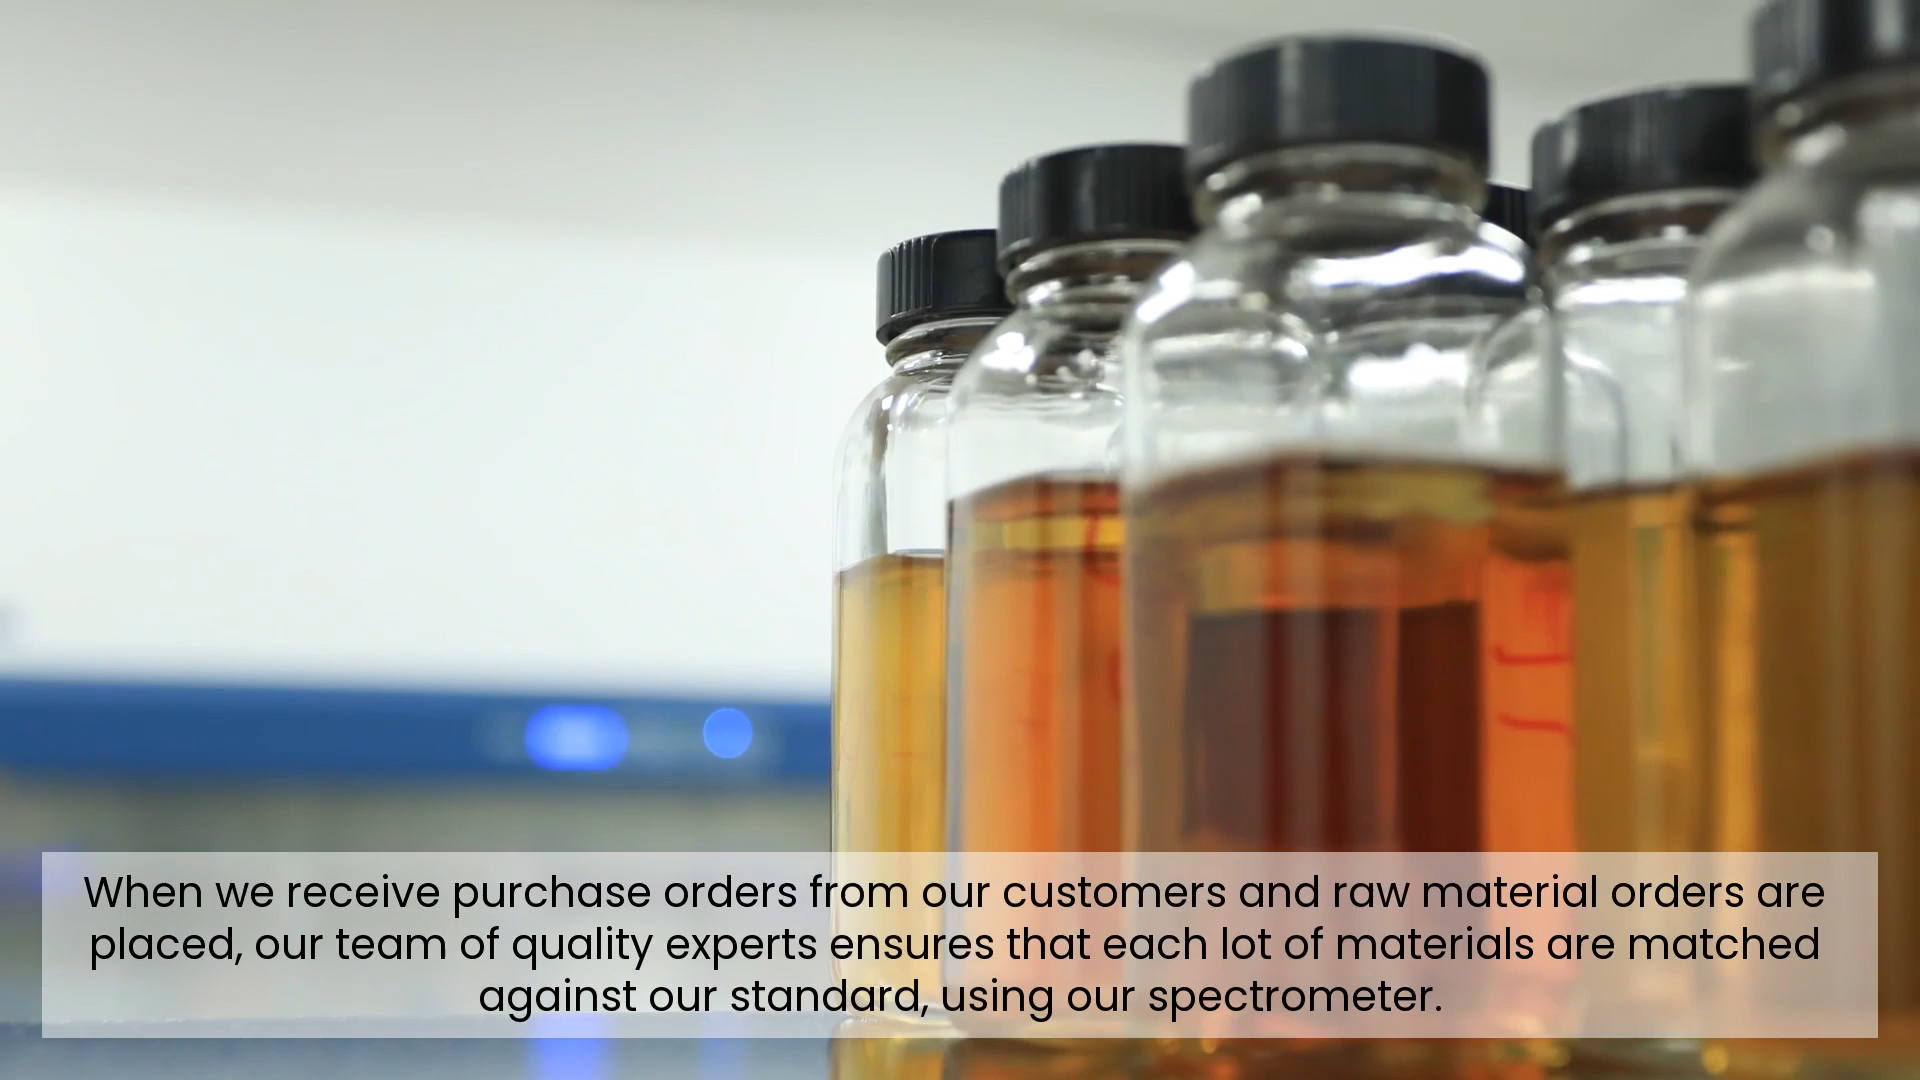 When we receive purchase orders from our customers and raw material orders are
placed, our team of quality experts ensures that each lot of materials are matched
against our standard, using our spectrometer.